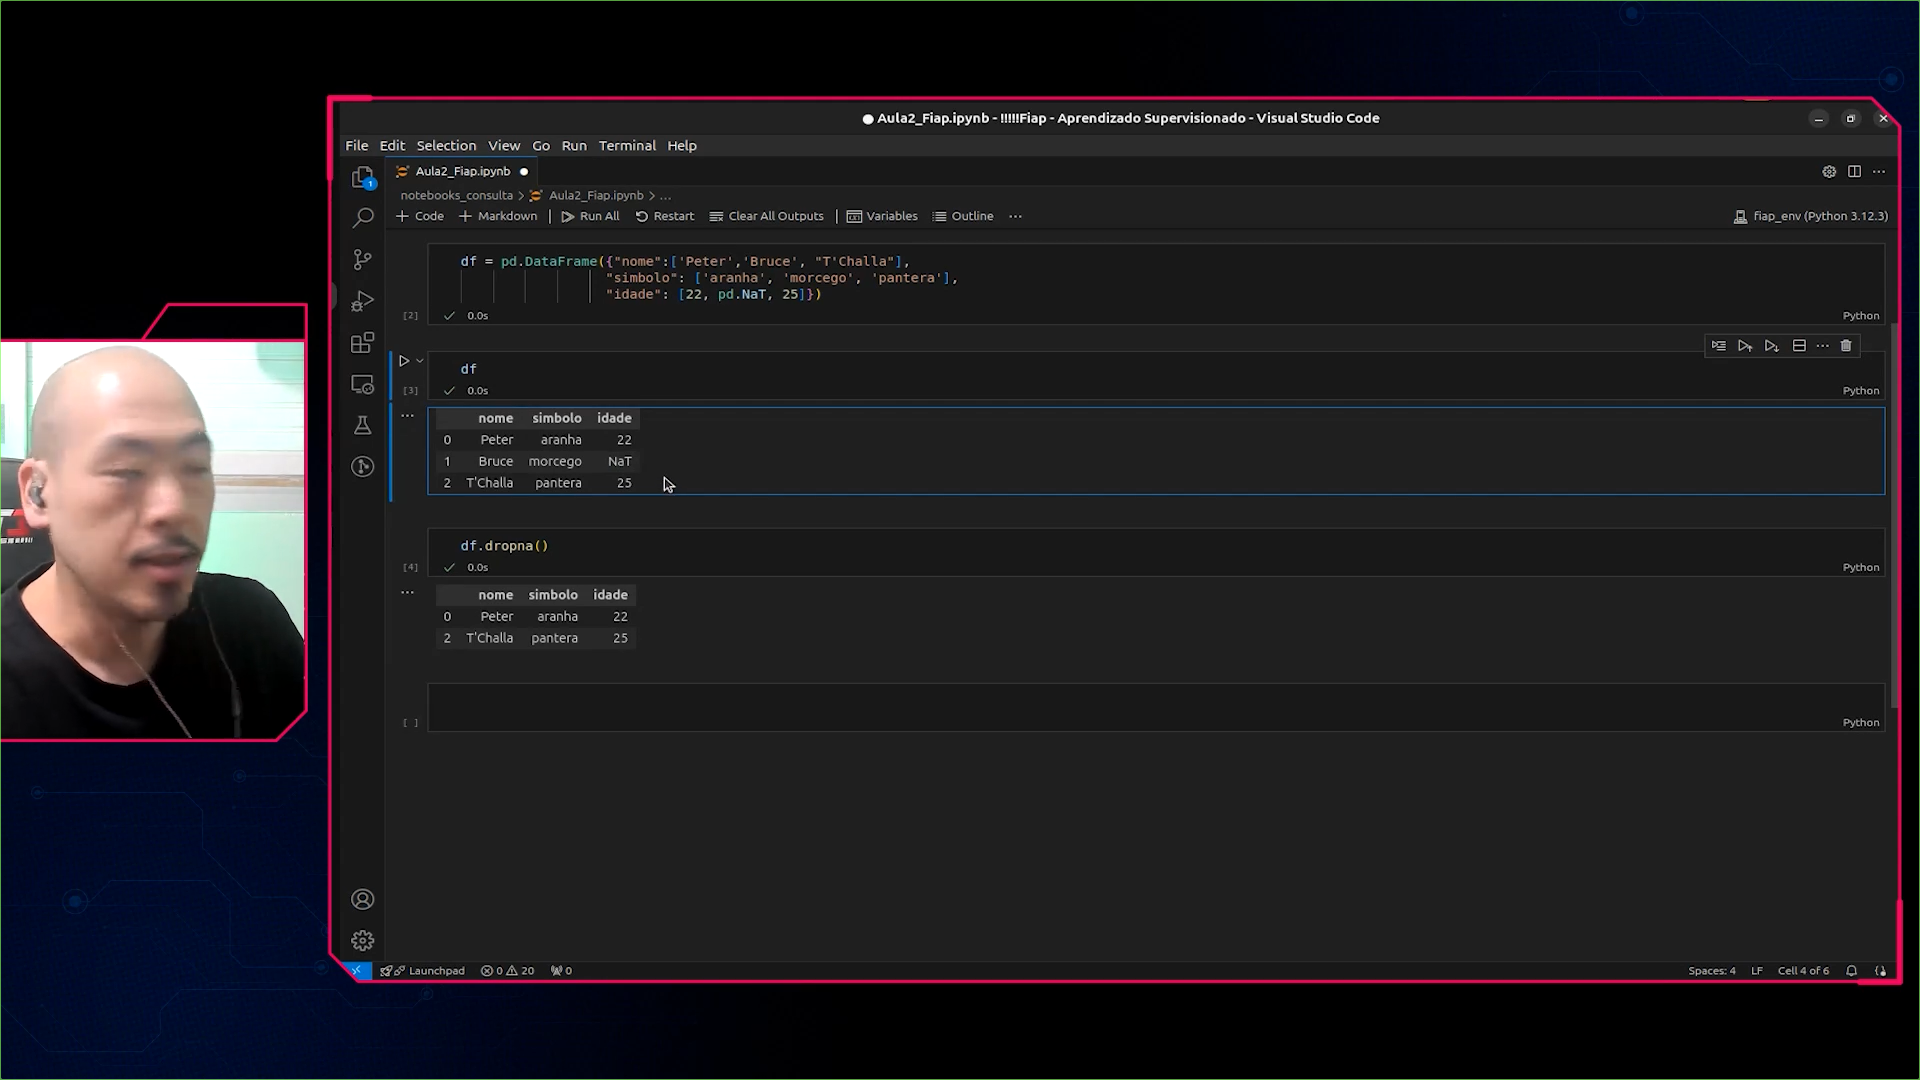 Aula2_Fiap.ipynb - !!!!!Fiap - Aprendizado Supervisionado - Visual Studio Code
File Edit Selection View Go Run Terminal Help
Aula2_Fiap.ipynb
notebooks_consulta > Aula2_Fiap.ipynb > ...
+ Code + Markdown | Run All Restart Clear All Outputs | Variables Outline ... fiap_env (Python 3.12.3)
df = pd.DataFrame({"nome":['Peter','Bruce', "T'Challa"],
"simbolo": ['aranha', 'morcego', 'pantera'],
"idade": [22, pd.NaT, 25]})
[2] ✓ 0.0s Python
df
[3] ✓ 0.0s Python
nome simbolo idade
0 Peter aranha 22
1 Bruce morcego NaT
2 T'Challa pantera 25
df.dropna()
[4] ✓ 0.0s Python
nome simbolo idade
0 Peter aranha 22
2 T'Challa pantera 25
[ ] Python
Launchpad 0 20 0 Spaces: 4 LF Cell 4 of 6